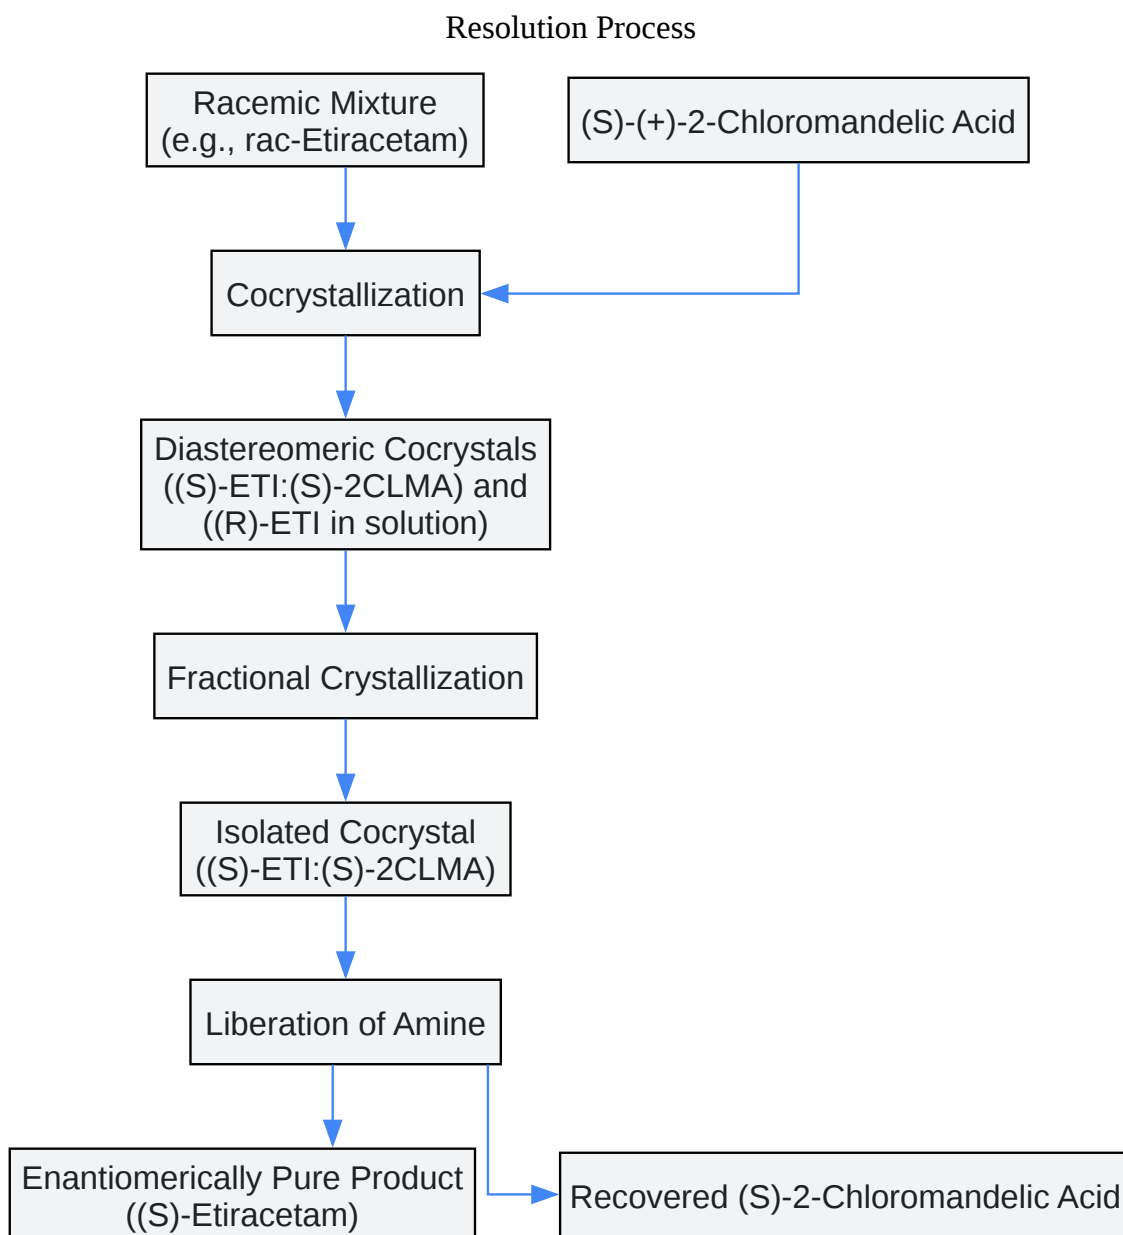 Resolution Process
Racemic Mixture
(e.g., rac-Etiracetam)
(S)-(+)-2-Chloromandelic Acid
Cocrystallization
Diastereomeric Cocrystals
((S)-ETI:(S)-2CLMA) and
((R)-ETI in solution)
Fractional Crystallization
Isolated Cocrystal
((S)-ETI:(S)-2CLMA)
Liberation of Amine
Enantiomerically Pure Product
((S)-Etiracetam)
Recovered (S)-2-Chloromandelic Acid